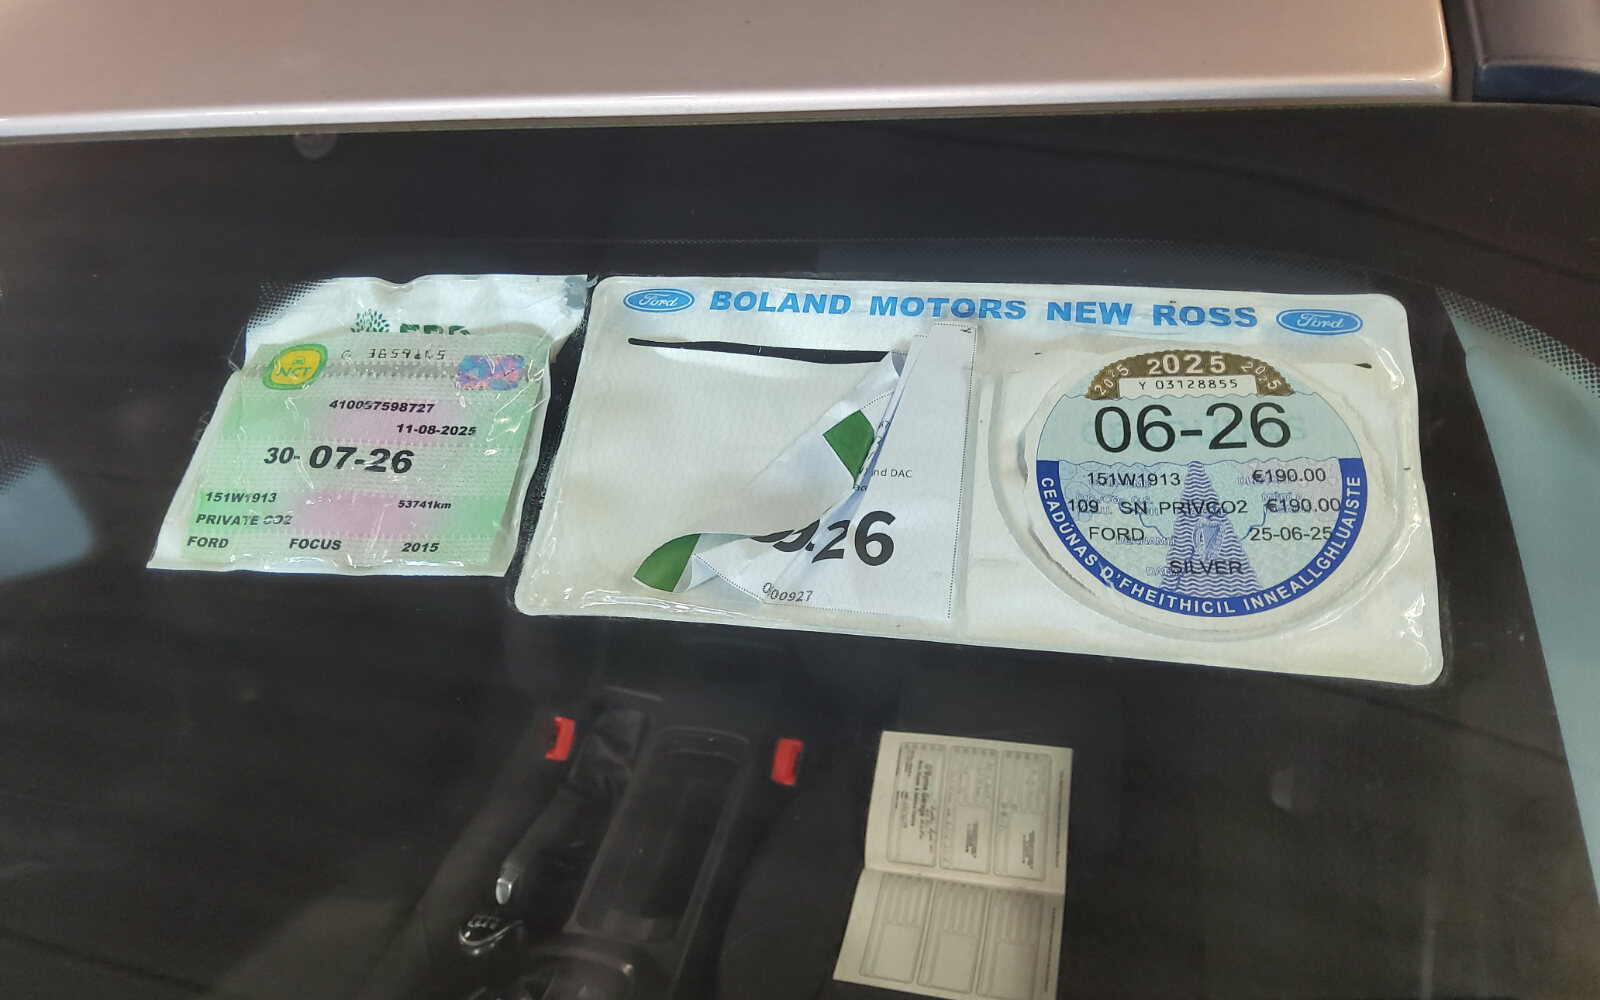 NCT
410057598727
11-08-2025
30-07-26
151W1913
53741km
PRIVATE CO2
FORD FOCUS 2015
Ford BOLAND MOTORS NEW ROSS Ford
nd DAC
26
000927
2025 2025 2025
Y 03128855
06-26
151W1913 €190.00
109 SN PRIVCO2 €190.00
FORD 25-06-25
SILVER
CEADÚNAS D'FHEITHICIL INNEALLGHLUAISTE